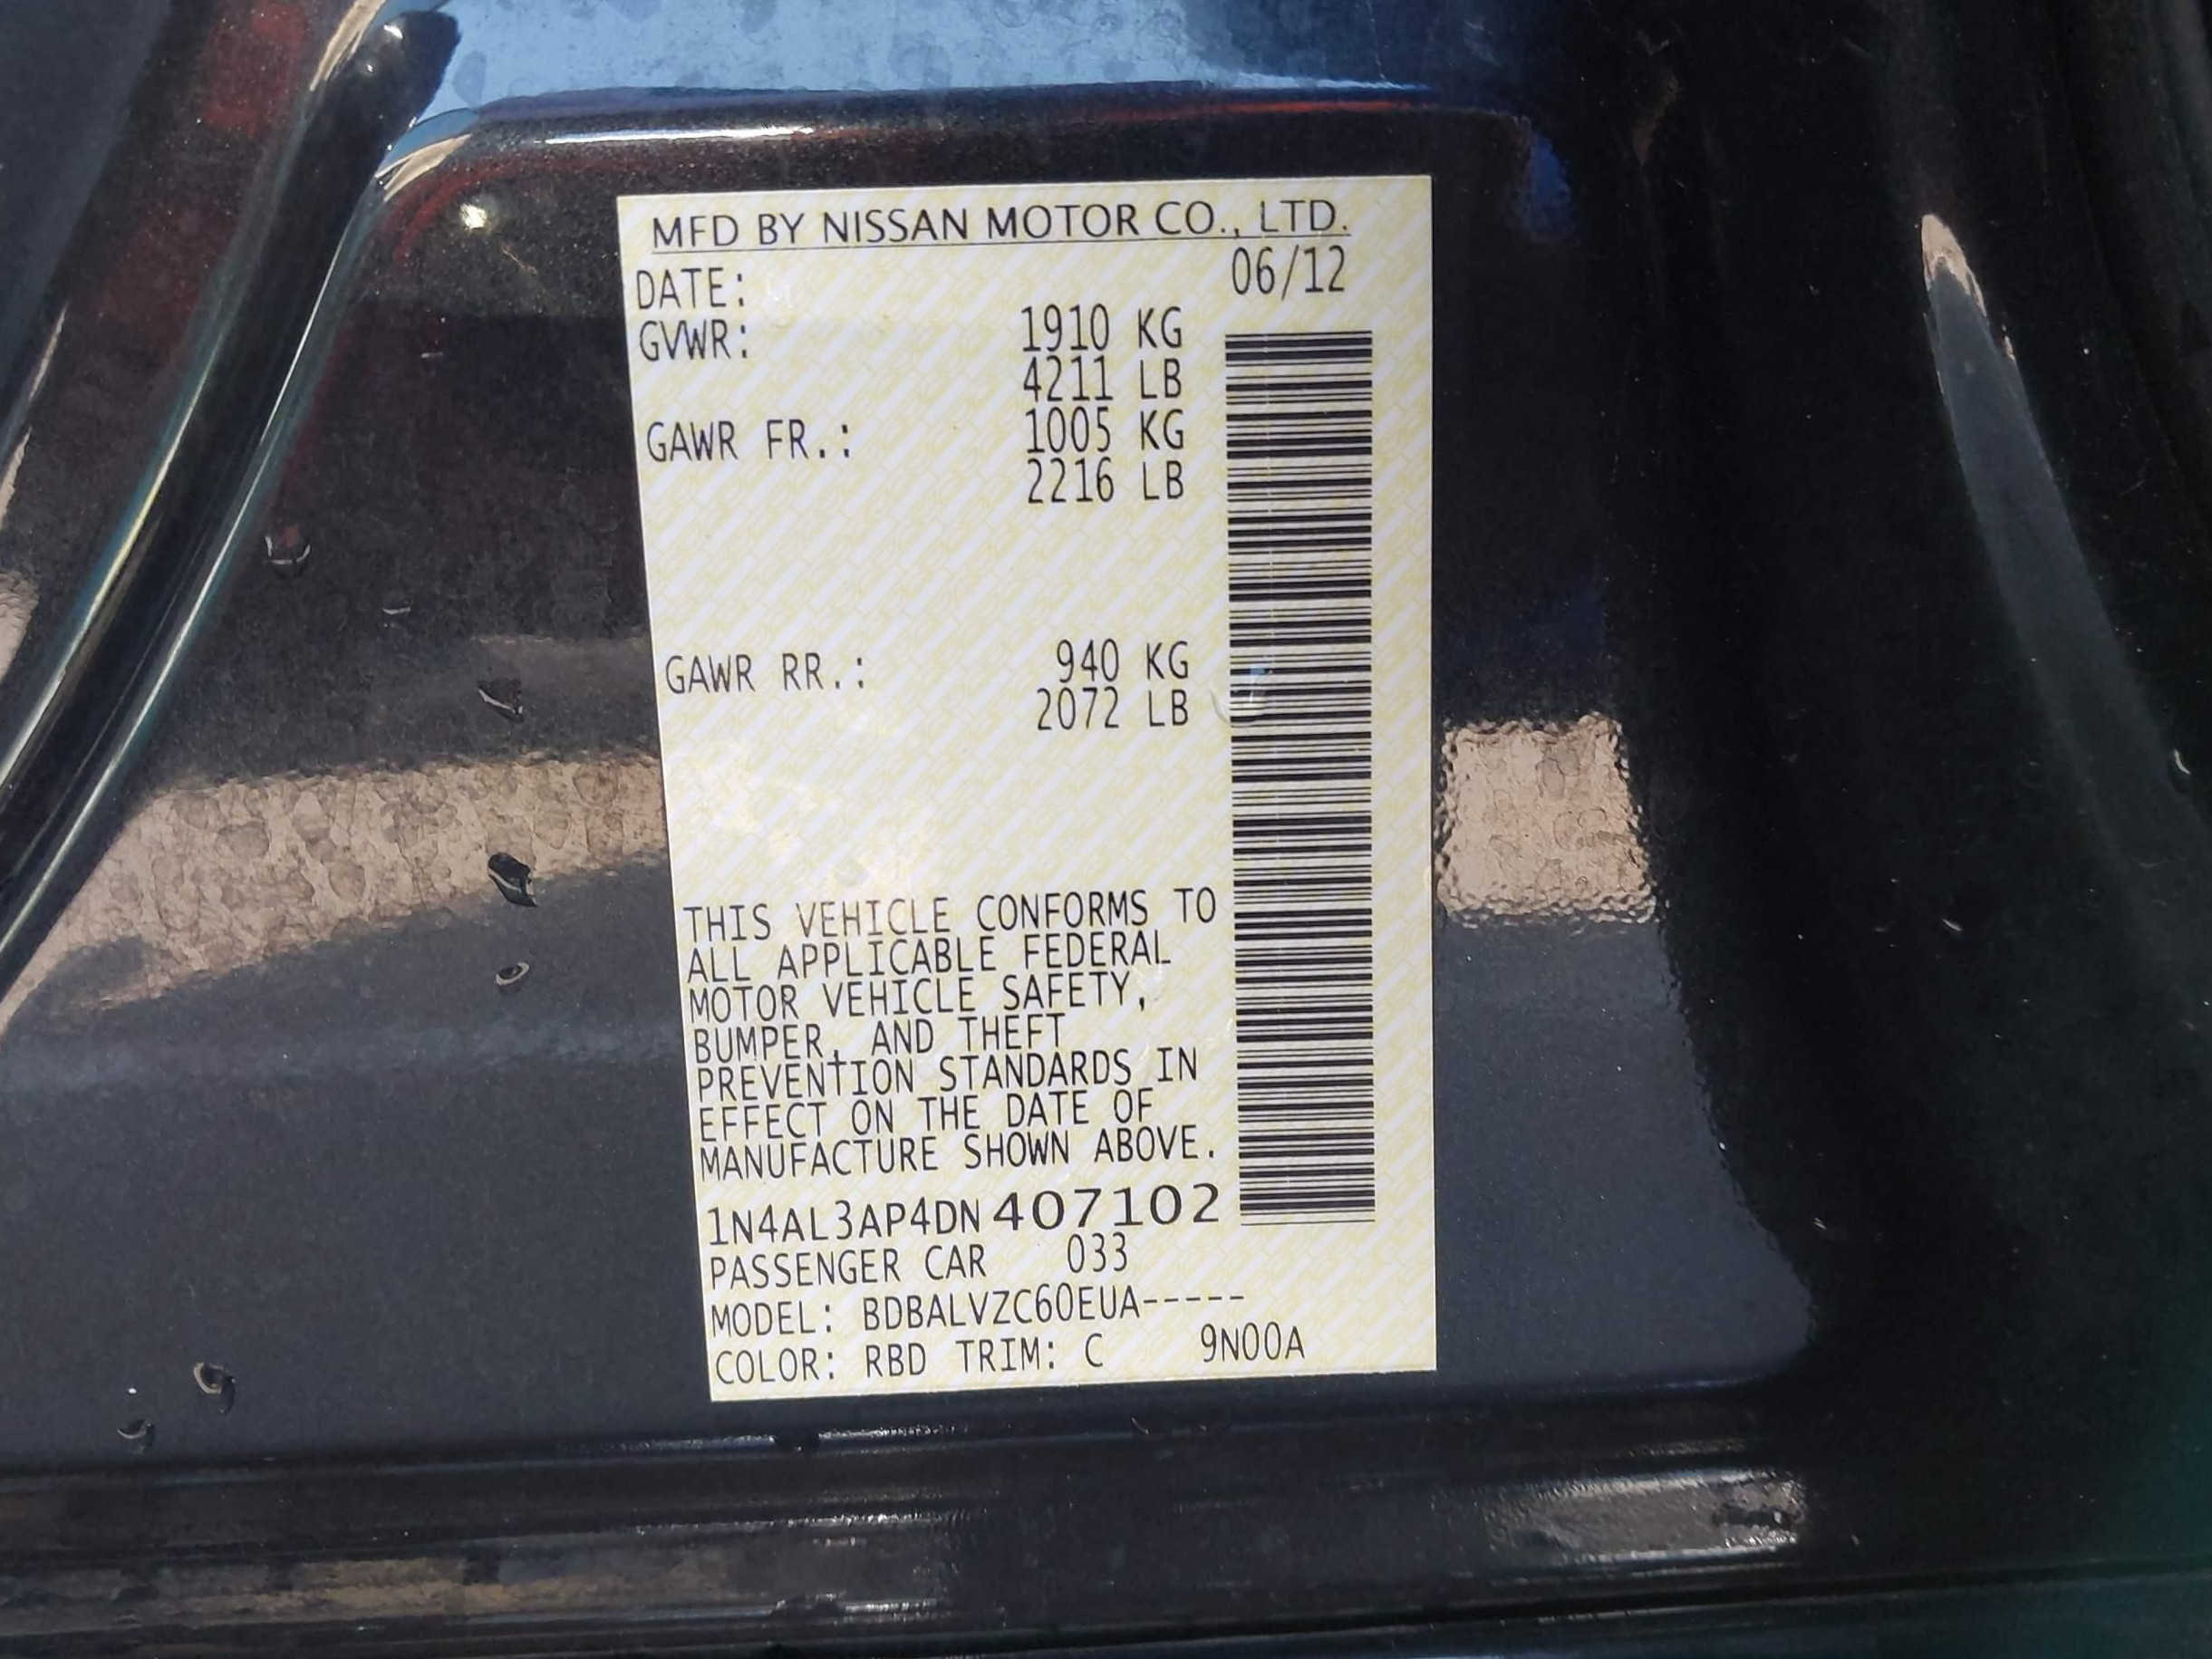 MFD BY NISSAN MOTOR CO., LTD.
DATE: 06/12
GVWR: 1910 KG
4211 LB
GAWR FR.: 1005 KG
2216 LB
GAWR RR.: 940 KG
2072 LB
THIS VEHICLE CONFORMS TO
ALL APPLICABLE FEDERAL
MOTOR VEHICLE SAFETY,
BUMPER, AND THEFT
PREVENTION STANDARDS IN
EFFECT ON THE DATE OF
MANUFACTURE SHOWN ABOVE.
1N4AL3AP4DN407102
PASSENGER CAR 033
MODEL: BDBALVZC60EUA-----
COLOR: RBD TRIM: C 9N00A